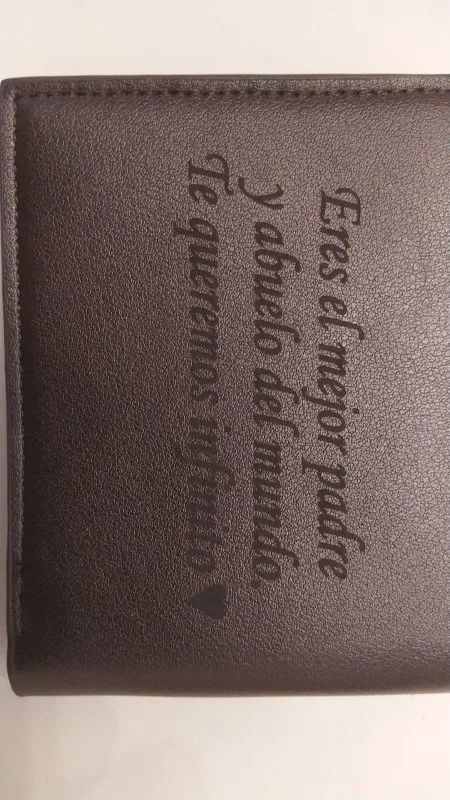 Eres el mejor padre
y abuelo del mundo.
Te queremos infinito ♥